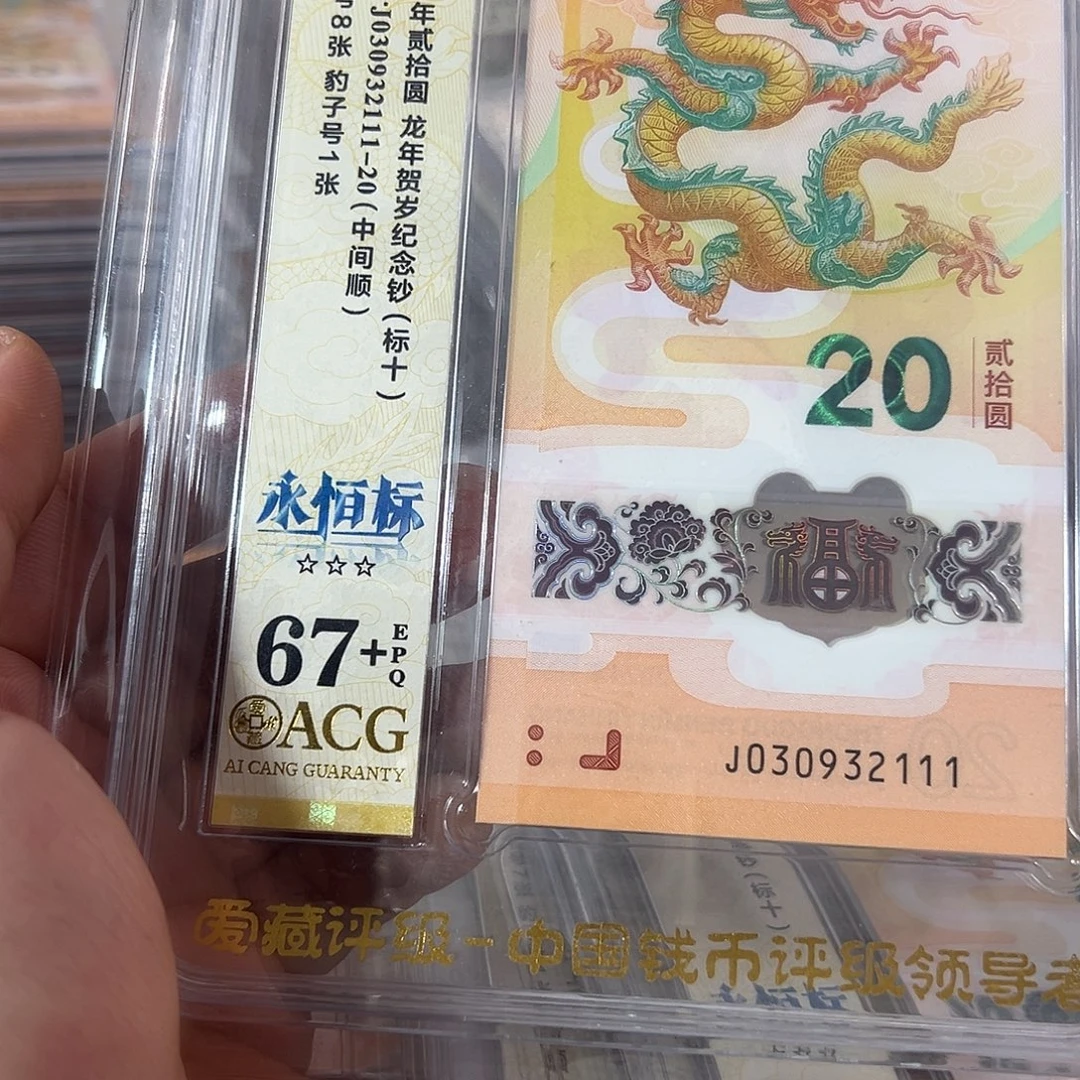 年贰拾圆 龙年贺岁纪念钞(标十)
J030932111-20(中间顺)
8张 豹子号1张
永恒标
☆☆☆
67+EPQ
ACG
AI CANG GUARANTY
20
贰拾圆
福
J030932111
爱藏评级-中国钱币评级领导者